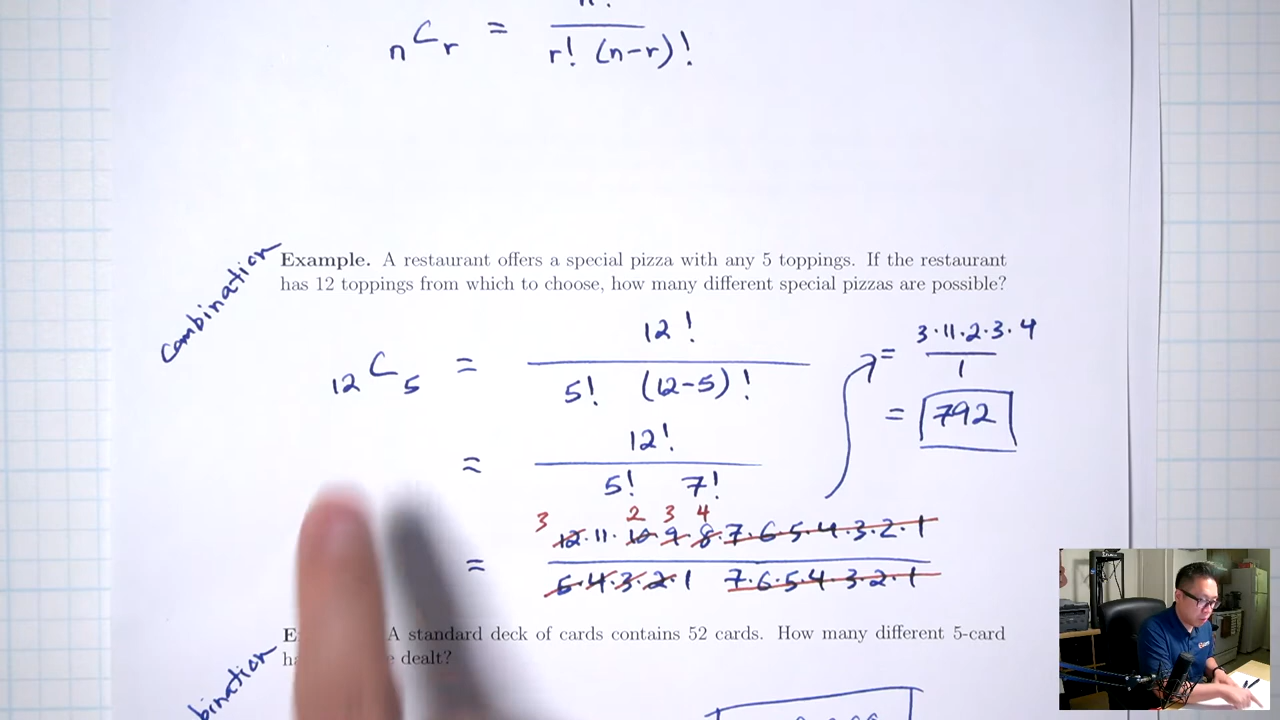 nCr = n! / r! (n-r)!
combination
Example. A restaurant offers a special pizza with any 5 toppings. If the restaurant
has 12 toppings from which to choose, how many different special pizzas are possible?
12C5 = 12! / 5! (12-5)!
= 12! / 5! 7!
3 2 3 4
= 12·11·10·9·8·7·6·5·4·3·2·1 / 5·4·3·2·1 7·6·5·4·3·2·1
= 3·11·2·3·4 / 1
= 792
A standard deck of cards contains 52 cards. How many different 5-card
dealt?